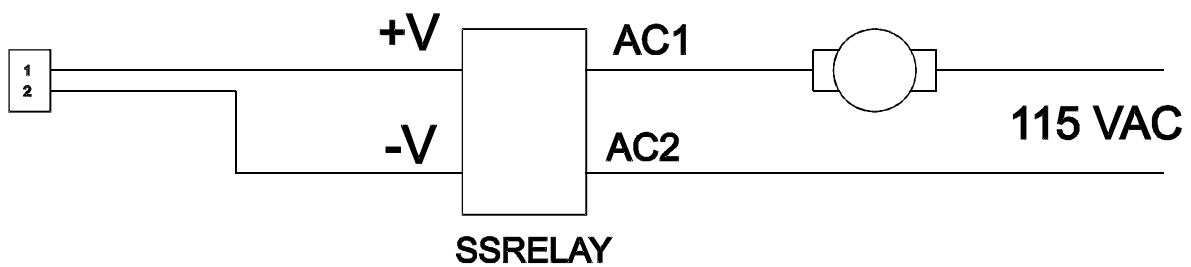 +V
AC1
1
2
115 VAC
-V
AC2
SSRELAY